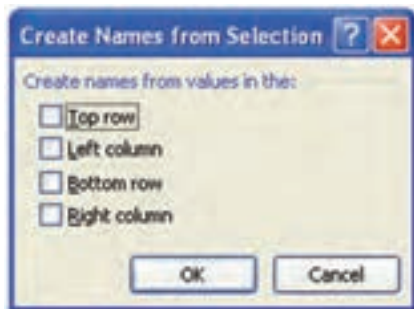 Create Names from Selection
Create names from values in the:
Top row
Left column
Bottom row
Right column
OK Cancel